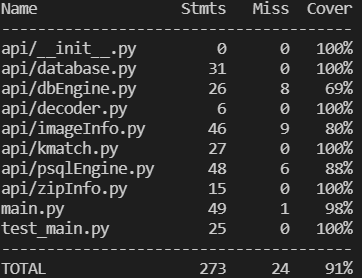 Name Stmts Miss Cover
----------------------------------------
api/__init__.py 0 0 100%
api/database.py 31 0 100%
api/dbEngine.py 26 8 69%
api/decoder.py 6 0 100%
api/imageInfo.py 46 9 80%
api/kmatch.py 27 0 100%
api/psqlEngine.py 48 6 88%
api/zipInfo.py 15 0 100%
main.py 49 1 98%
test_main.py 25 0 100%
----------------------------------------
TOTAL 273 24 91%